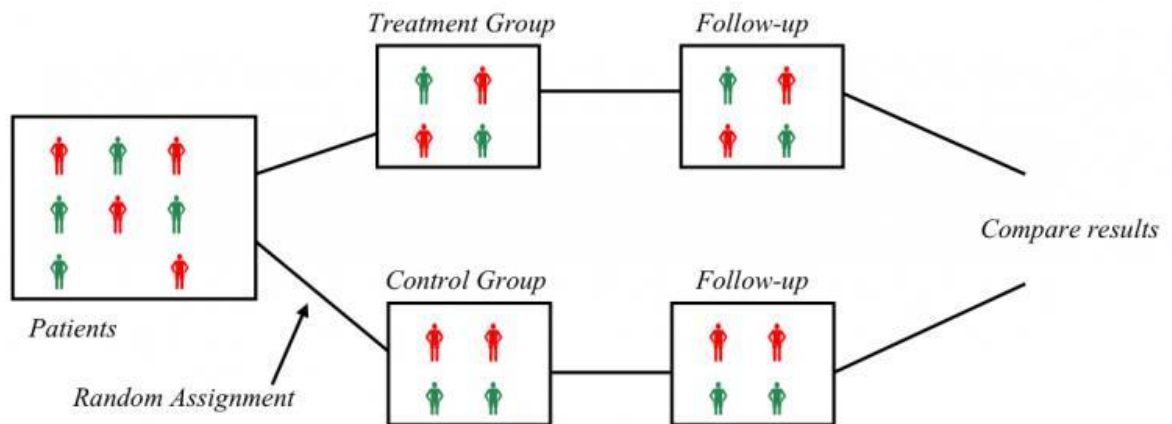 Treatment Group
Follow-up
Patients
Random Assignment
Control Group
Follow-up
Compare results